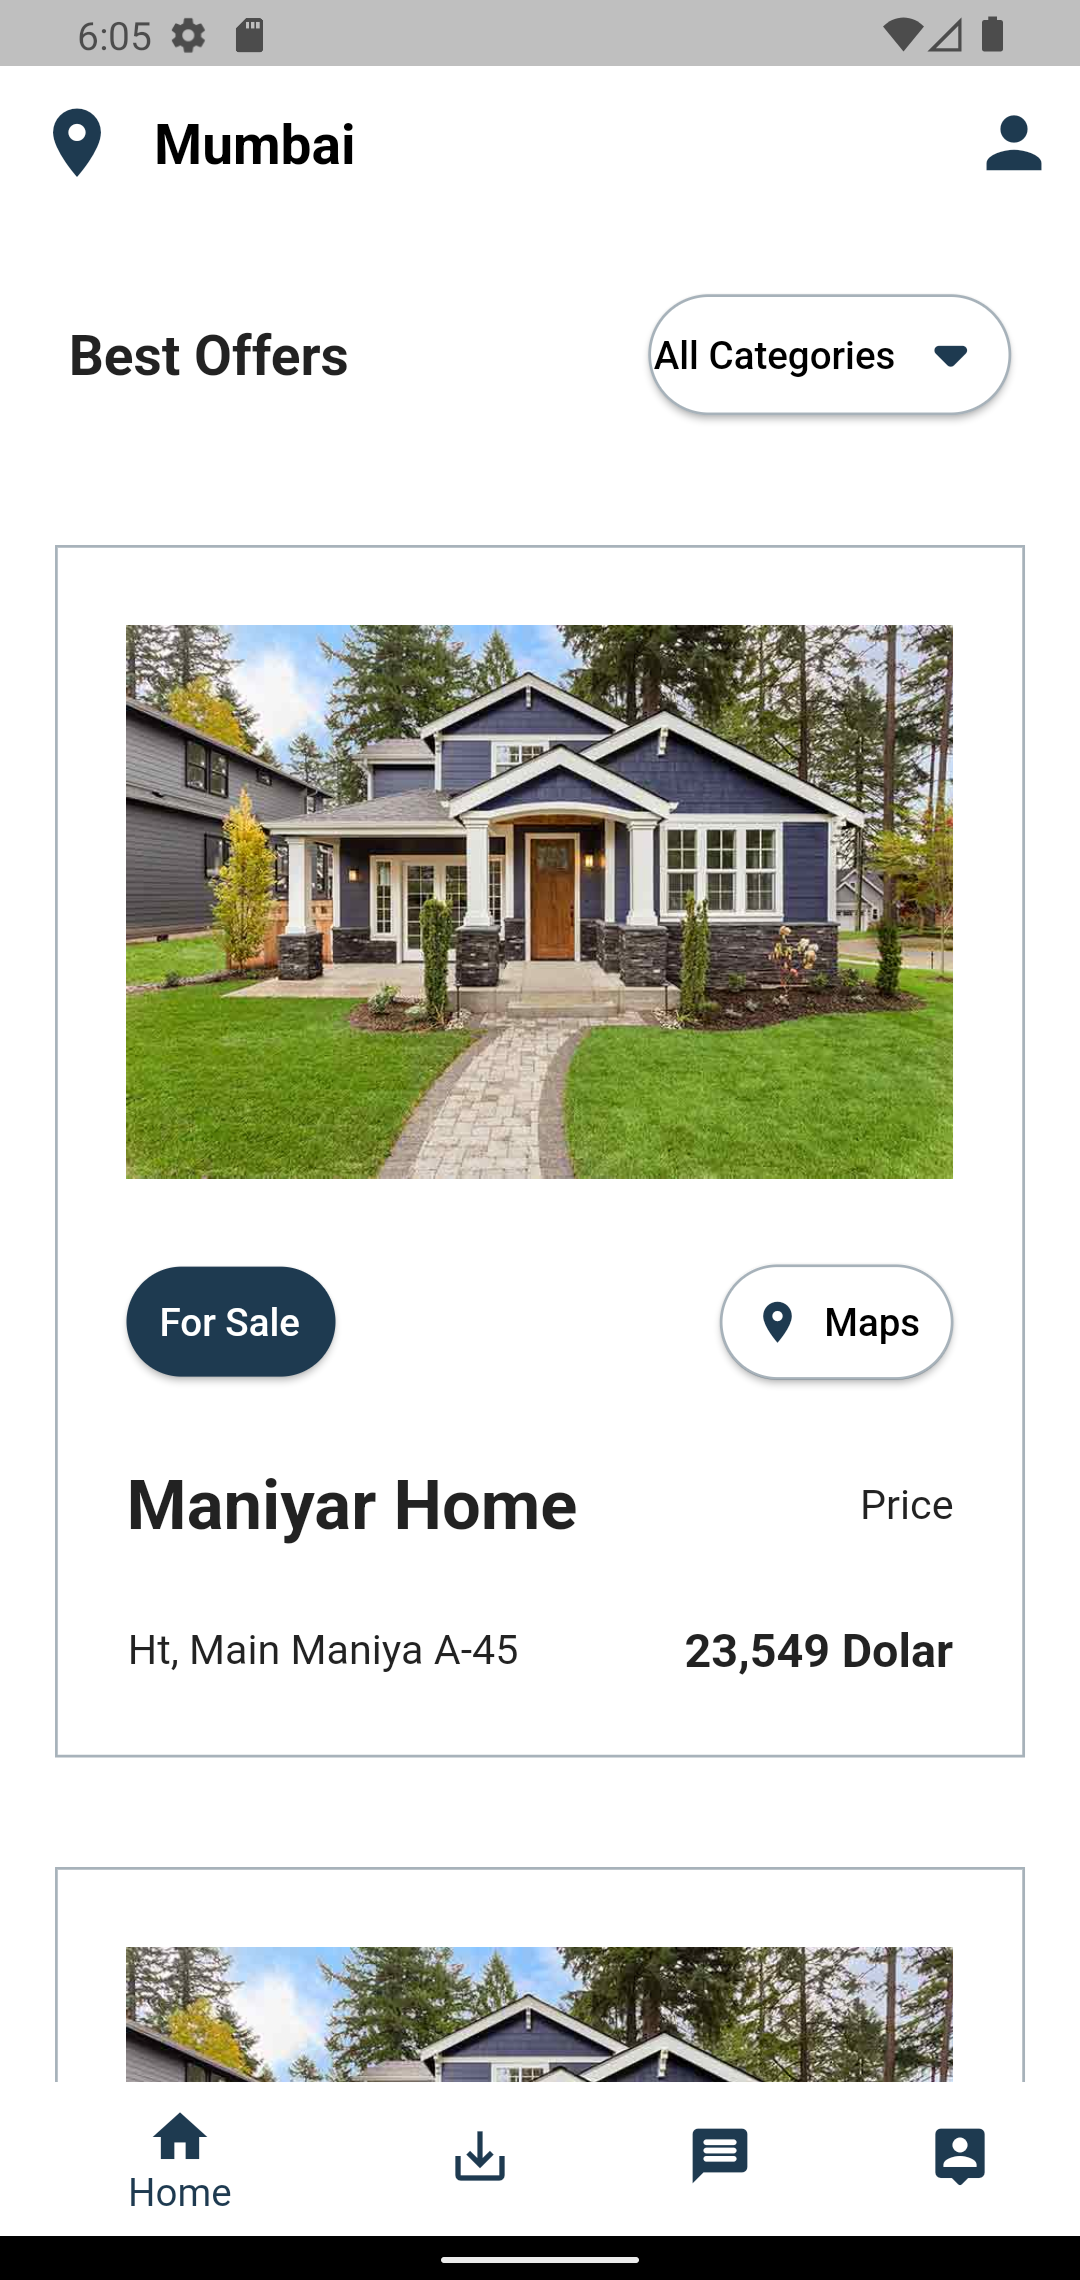 6:05
Mumbai
Best Offers
All Categories
For Sale
Maps
Maniyar Home
Price
Ht, Main Maniya A-45
23,549 Dolar
Home